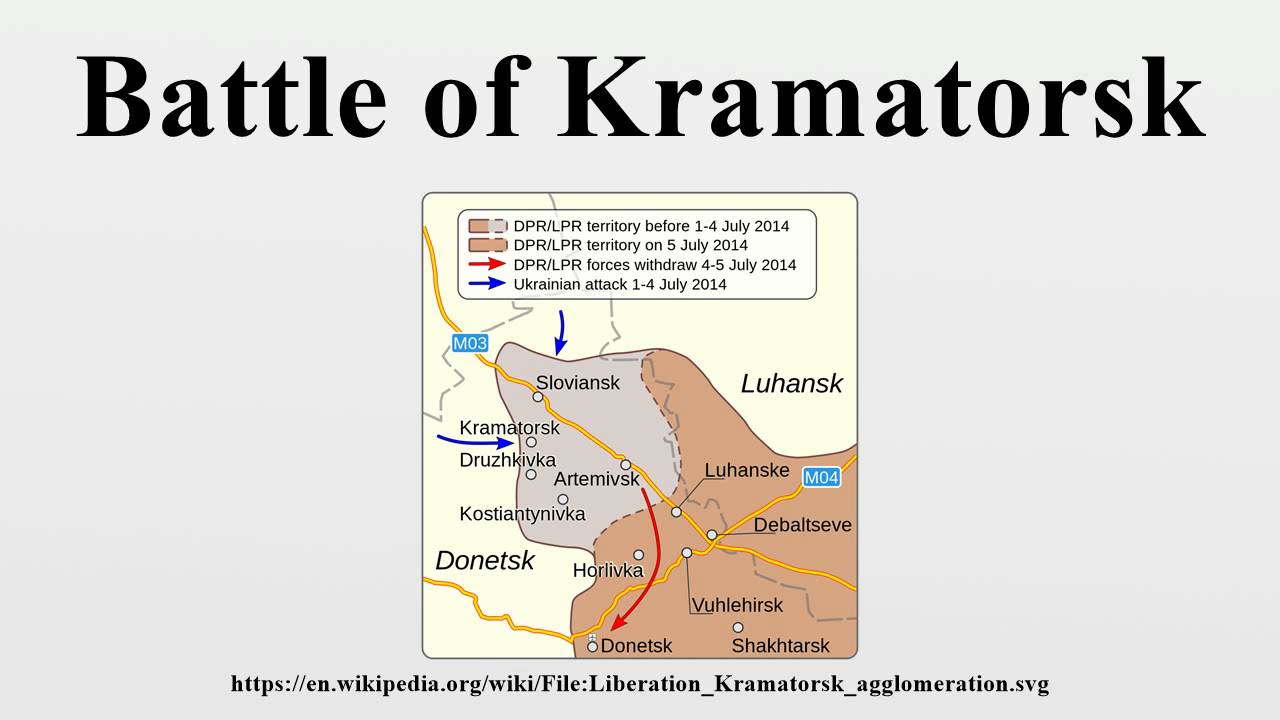 Battle of Kramatorsk
DPR/LPR territory before 1-4 July 2014
DPR/LPR territory on 5 July 2014
DPR/LPR forces withdraw 4-5 July 2014
Ukrainian attack 1-4 July 2014
M03
Sloviansk
Luhansk
Kramatorsk
Druzhkivka
Artemivsk
Luhanske
M04
Kostiantynivka
Debaltseve
Donetsk
Horlivka
Vuhlehirsk
Donetsk
Shakhtarsk
https://en.wikipedia.org/wiki/File:Liberation_Kramatorsk_agglomeration.svg